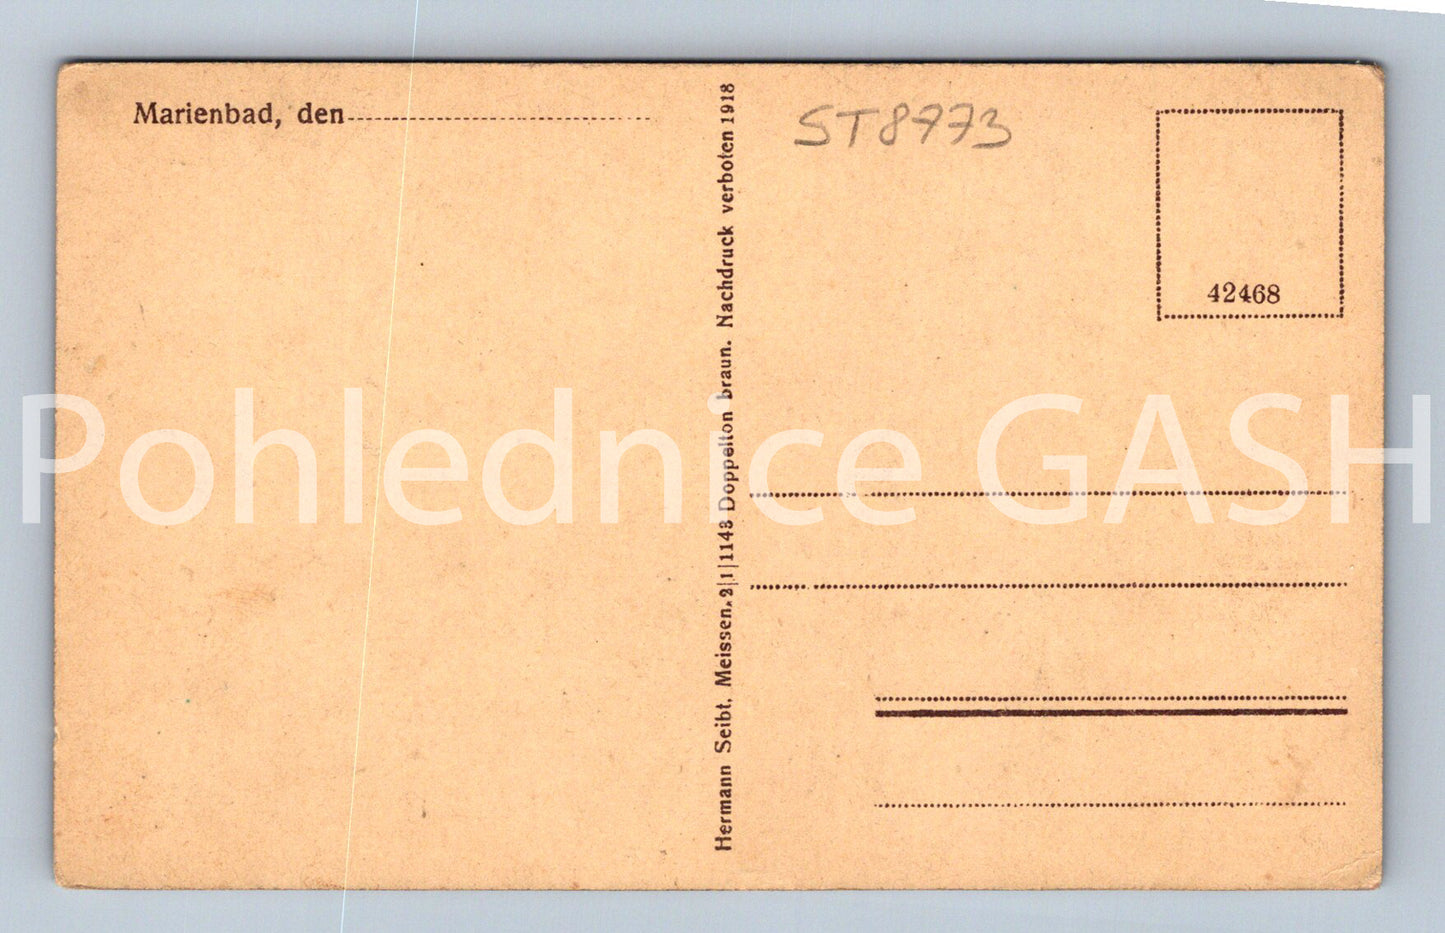 Marienbad, den
ST8773
42468
Hermann Seibt, Meissen. 2|1|1148 Doppelton braun. Nachdruck verboten 1918
Pohlednice GASH